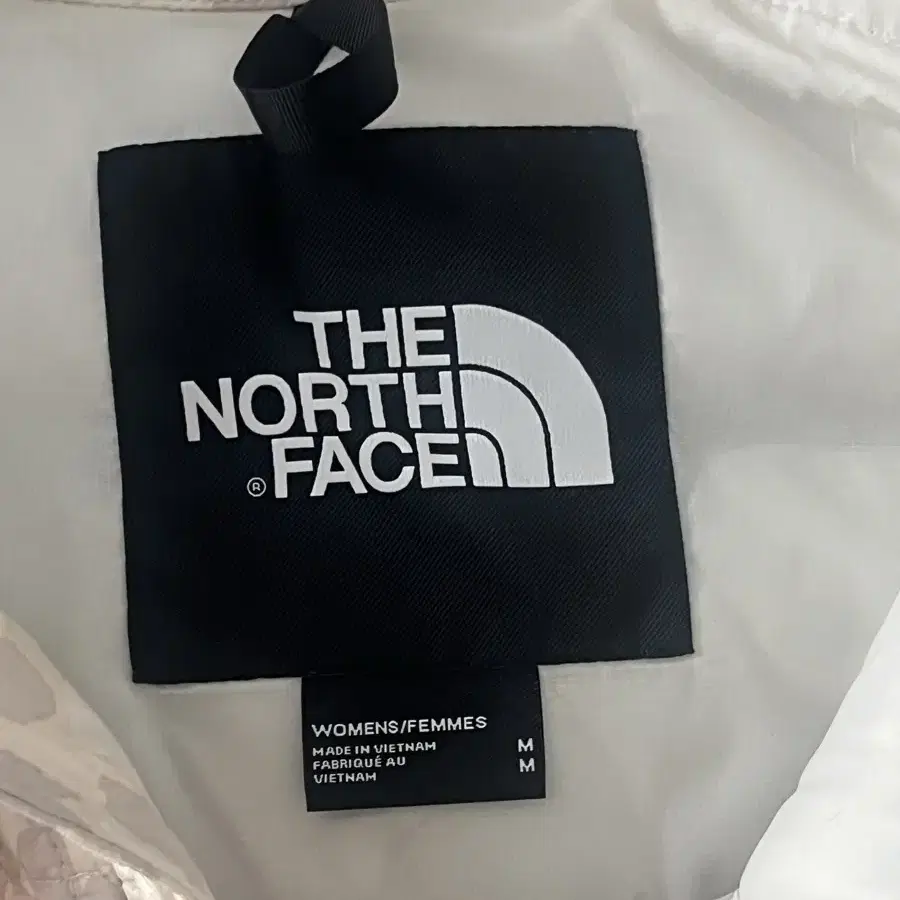 THE
NORTH
® FACE
WOMENS/FEMMES
MADE IN VIETNAM M
FABRIQUÉ AU M
VIETNAM